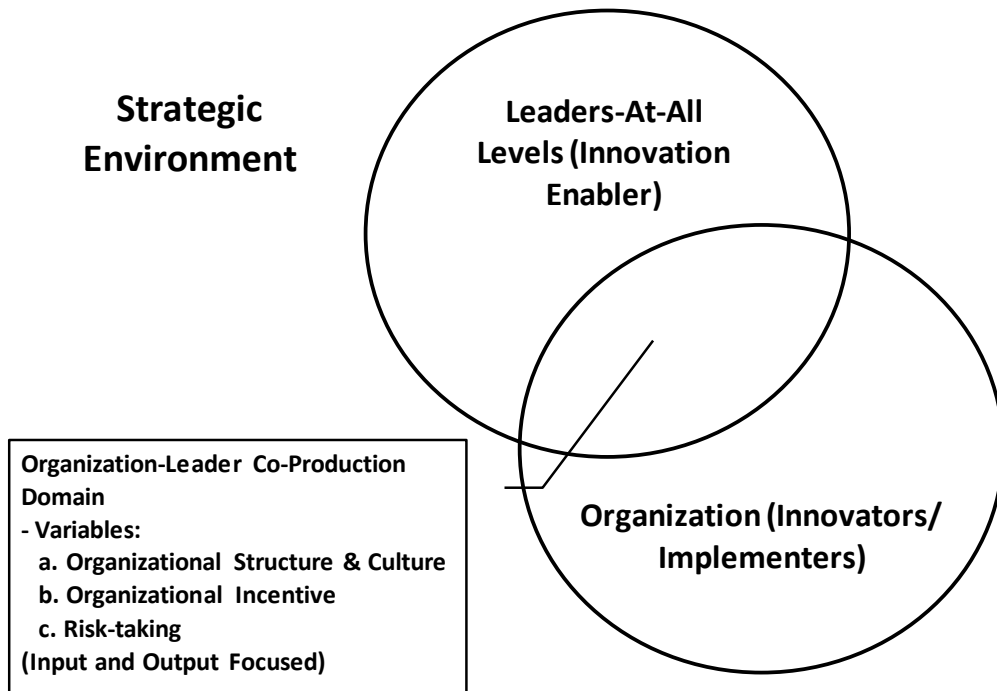 Strategic
Environment
Leaders-At-All
Levels (Innovation
Enabler)
Organization (Innovators/
Implementers)
Organization-Leader Co-Production
Domain
- Variables:
a. Organizational Structure & Culture
b. Organizational Incentive
c. Risk-taking
(Input and Output Focused)